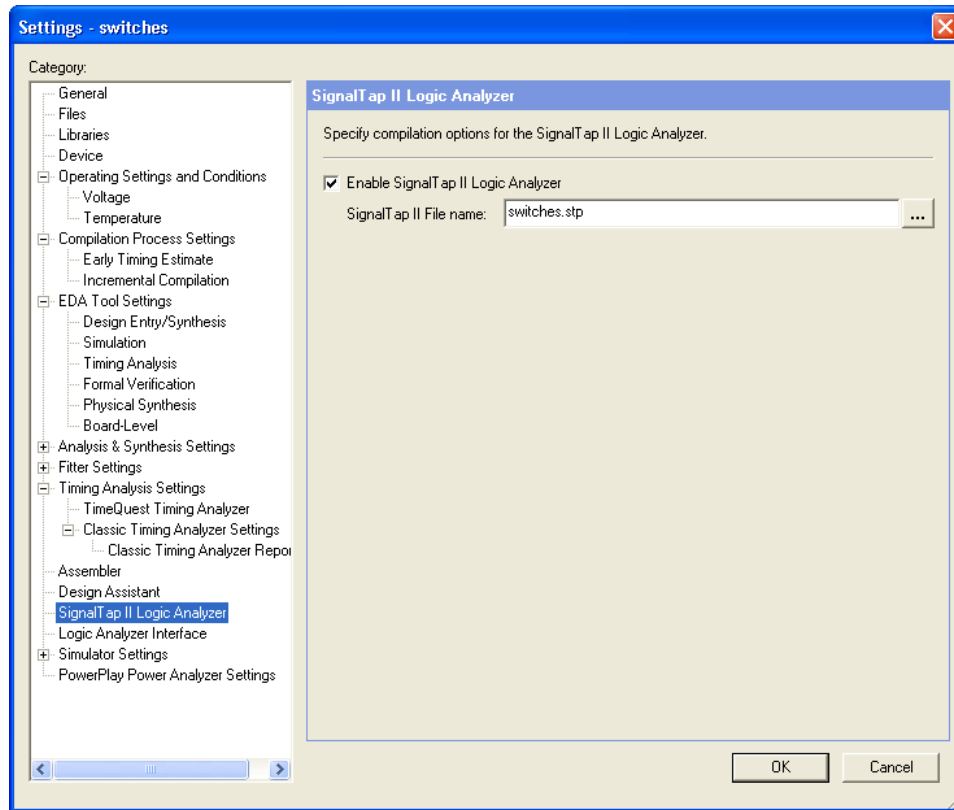 Settings - switches
Category:
General
Files
Libraries
Device
Operating Settings and Conditions
Voltage
Temperature
Compilation Process Settings
Early Timing Estimate
Incremental Compilation
EDA Tool Settings
Design Entry/Synthesis
Simulation
Timing Analysis
Formal Verification
Physical Synthesis
Board-Level
Analysis & Synthesis Settings
Fitter Settings
Timing Analysis Settings
TimeQuest Timing Analyzer
Classic Timing Analyzer Settings
Classic Timing Analyzer Repor
Assembler
Design Assistant
SignalTap II Logic Analyzer
Logic Analyzer Interface
Simulator Settings
PowerPlay Power Analyzer Settings
SignalTap II Logic Analyzer
Specify compilation options for the SignalTap II Logic Analyzer.
Enable SignalTap II Logic Analyzer
SignalTap II File name: switches.stp ...
OK Cancel